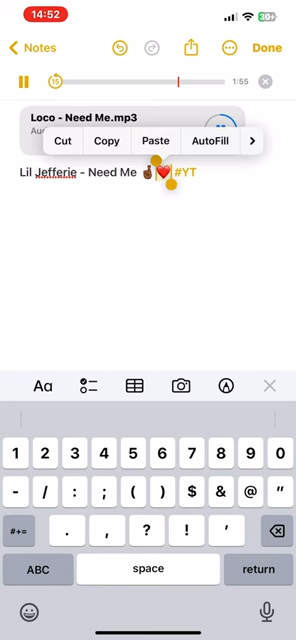 14:52
30+
Notes
Done
15
1:55
Loco - Need Me.mp3
Cut Copy Paste AutoFill
Lil Jefferie - Need Me 🤞🏾❤️ #YT
Aa
1 2 3 4 5 6 7 8 9 0
- / : ; ( ) $ & @ "
#+= . , ? ! '
ABC space return